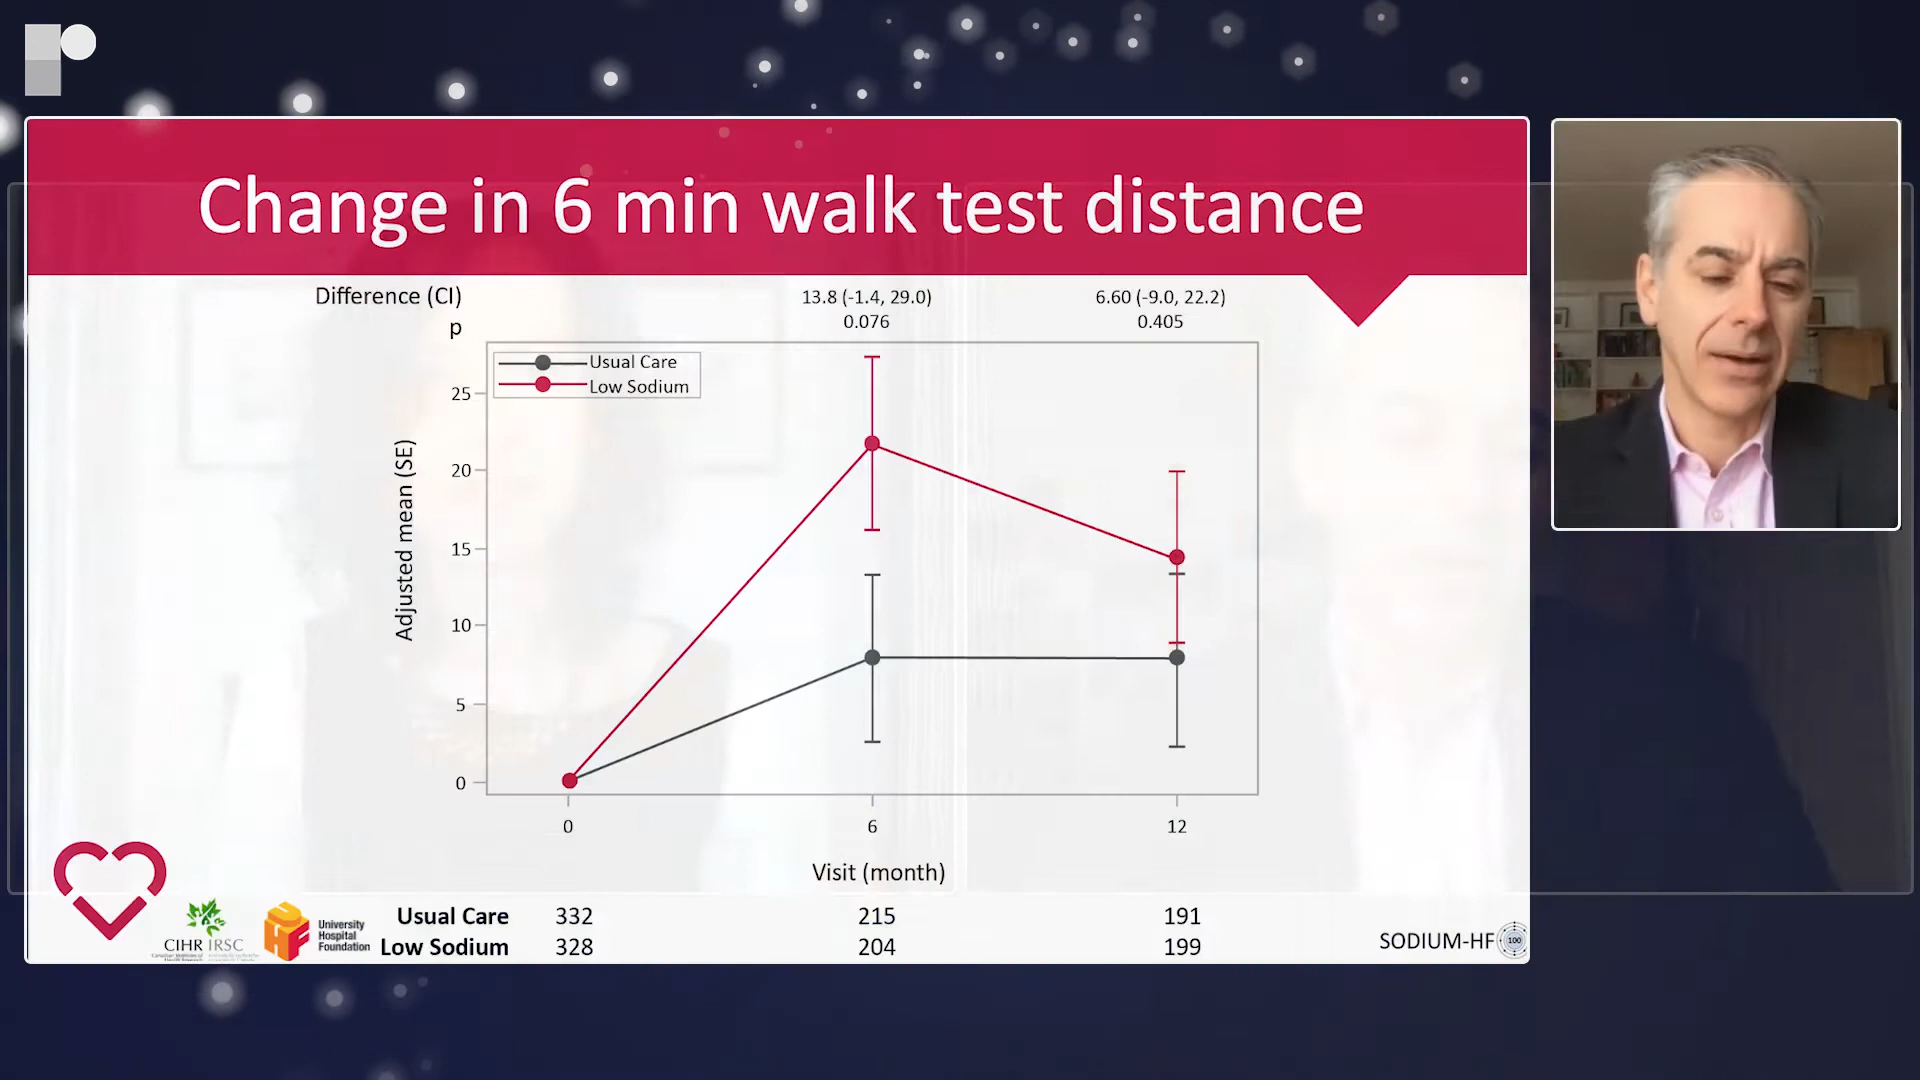 Change in 6 min walk test distance
Difference (CI) 13.8 (-1.4, 29.0) 6.60 (-9.0, 22.2)
p 0.076 0.405
Usual Care
Low Sodium
Adjusted mean (SE)
25
20
15
10
5
0
0 6 12
Visit (month)
Usual Care 332 215 191
Low Sodium 328 204 199
CIHR IRSC
UHF
University
Hospital
Foundation
SODIUM-HF
100